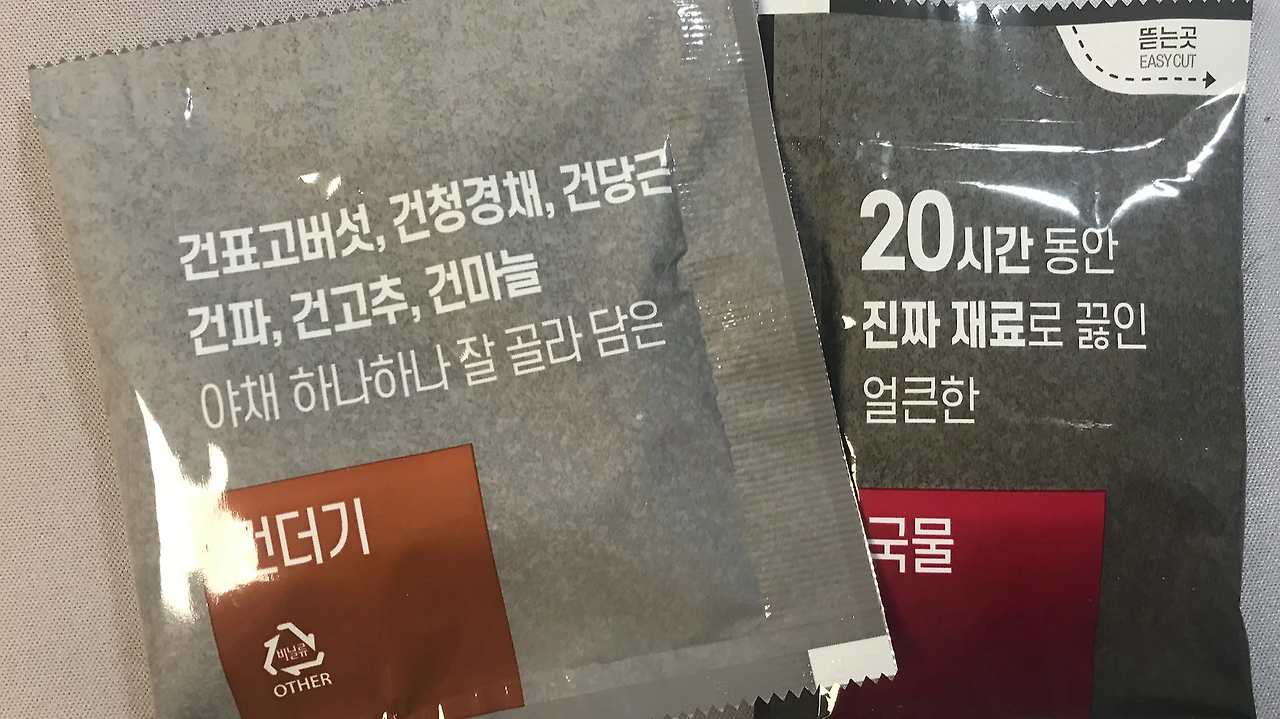 건표고버섯, 건청경채, 건당근
건파, 건고추, 건마늘
야채 하나하나 잘 골라 담은
건더기
비닐류
OTHER
뜯는곳
EASY CUT
20시간 동안
진짜 재료로 끓인
얼큰한
국물